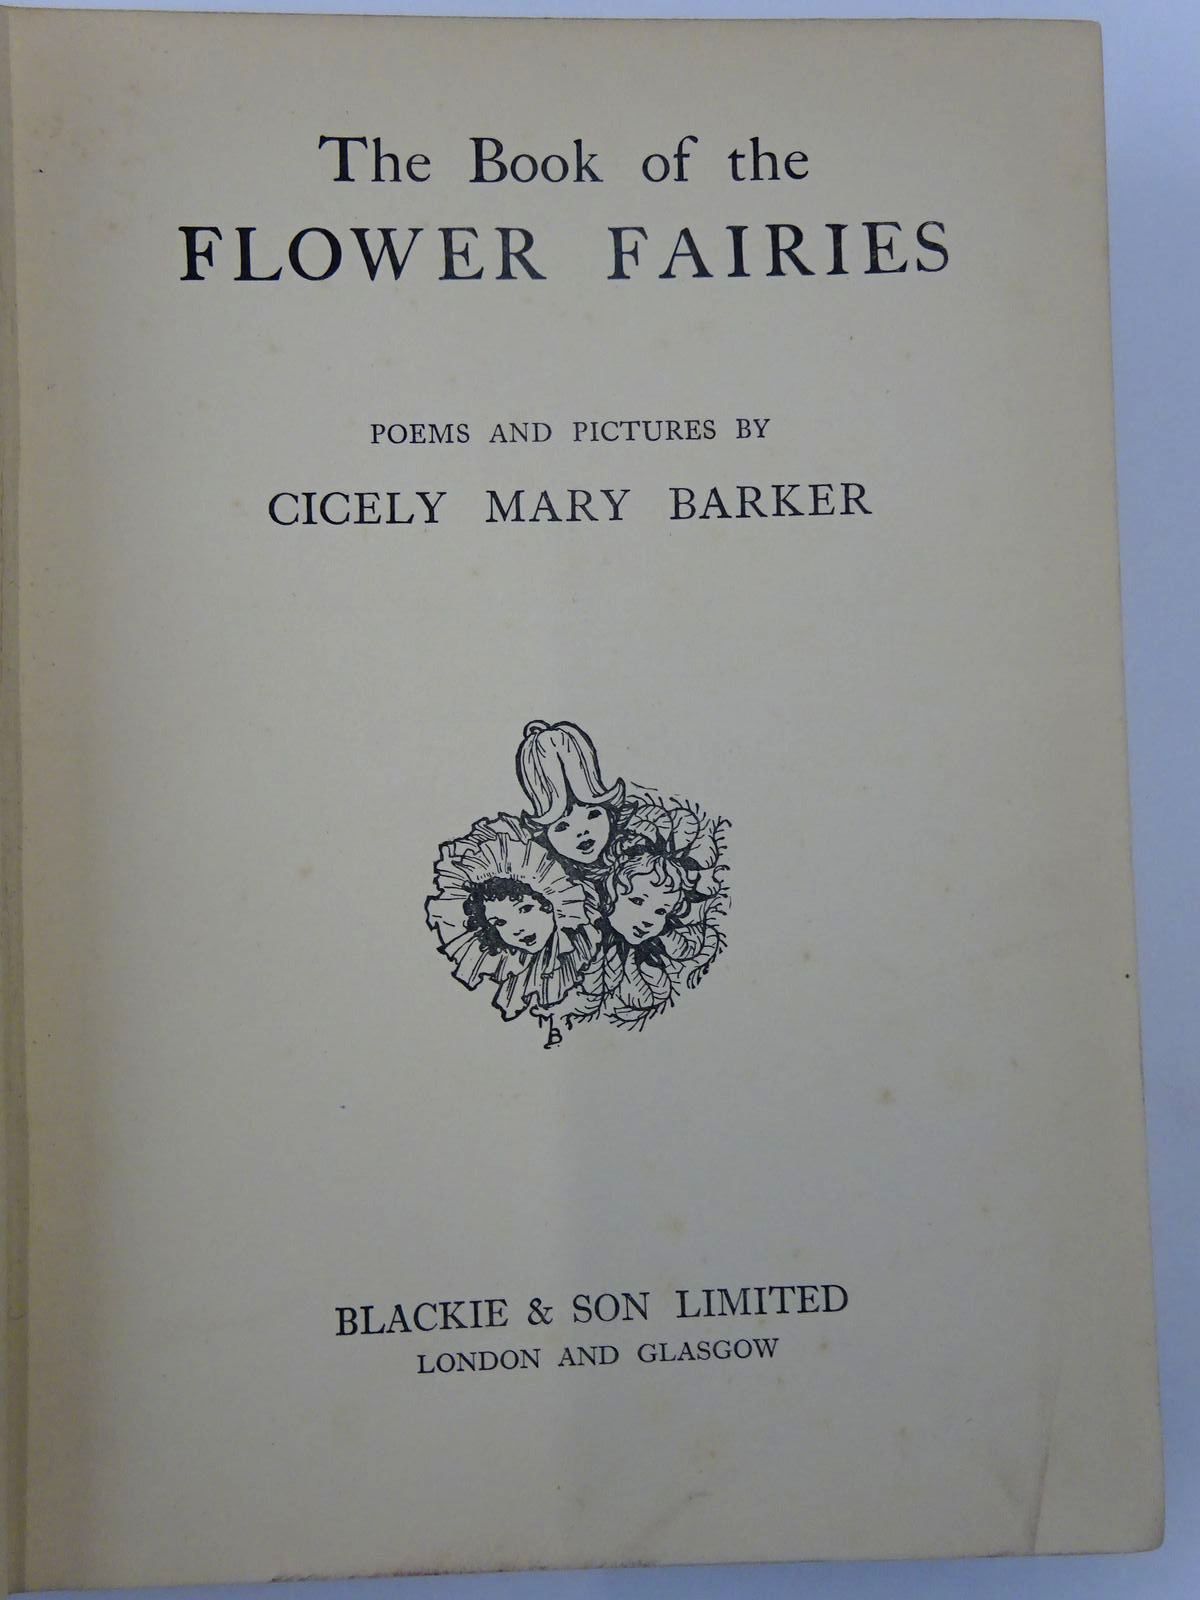 The Book of the
FLOWER FAIRIES
POEMS AND PICTURES BY
CICELY MARY BARKER
CMB
BLACKIE & SON LIMITED
LONDON AND GLASGOW